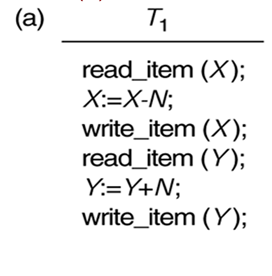 (a) T1
read_item (X);
X:=X-N;
write_item (X);
read_item (Y);
Y:=Y+N;
write_item (Y);